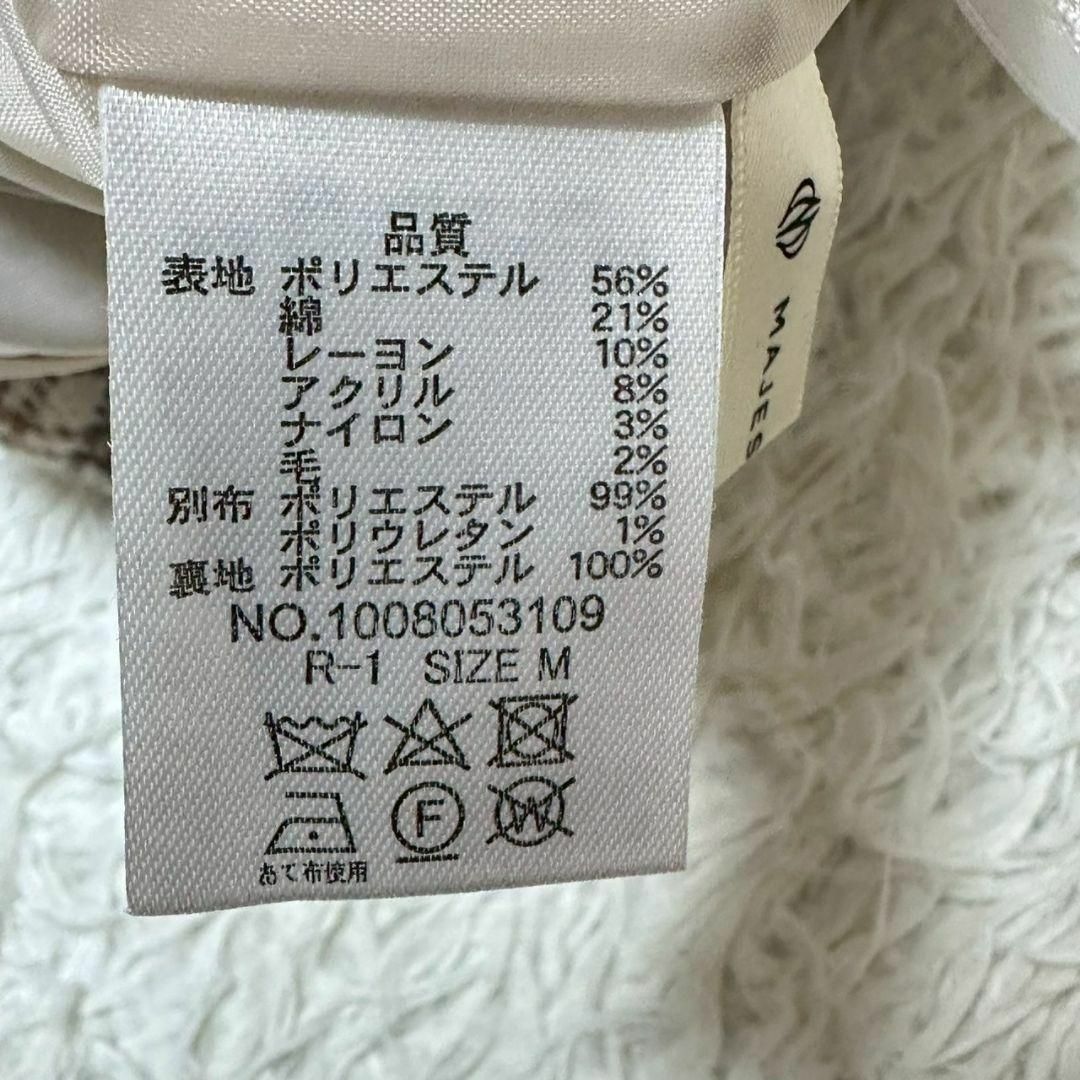 品質
表地 ポリエステル 56%
綿 21%
レーヨン 10%
アクリル 8%
ナイロン 3%
毛 2%
別布 ポリエステル 99%
ポリウレタン 1%
裏地 ポリエステル 100%
NO.1008053109
R-1 SIZE M
F W
あて布使用
MAJES